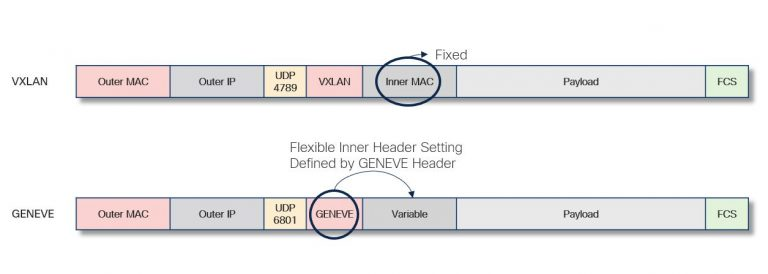 Fixed
VXLAN
Outer MAC
Outer IP
UDP
4789
VXLAN
Inner MAC
Payload
FCS
Flexible Inner Header Setting
Defined by GENEVE Header
GENEVE
Outer MAC
Outer IP
UDP
6801
GENEVE
Variable
Payload
FCS